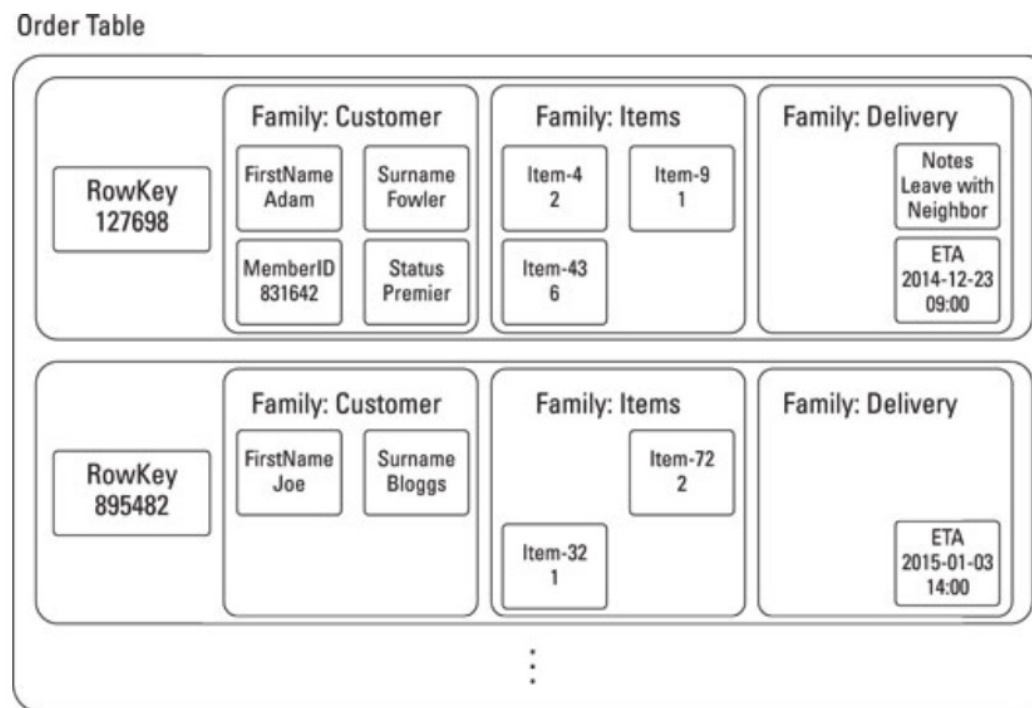 Order Table
Family: Customer
Family: Items
Family: Delivery
RowKey
127698
FirstName
Adam
Surname
Fowler
MemberID
831642
Status
Premier
Item-4
2
Item-9
1
Item-43
6
Notes
Leave with
Neighbor
ETA
2014-12-23
09:00
Family: Customer
Family: Items
Family: Delivery
RowKey
895482
FirstName
Joe
Surname
Bloggs
Item-72
2
Item-32
1
ETA
2015-01-03
14:00